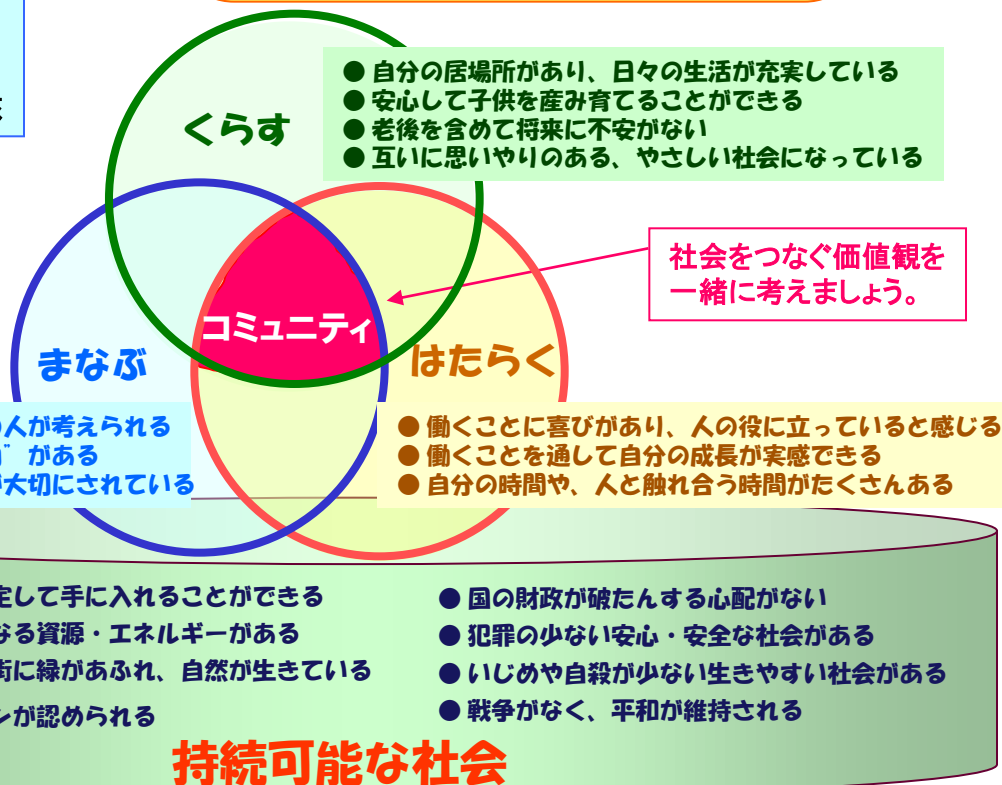 くらす
● 自分の居場所があり、日々の生活が充実している
● 安心して子供を産み育てることができる
● 老後を含めて将来に不安がない
● 互いに思いやりのある、やさしい社会になっている
社会をつなぐ価値観を
一緒に考えましょう。
コミュニティ
まなぶ
はたらく
人が考えられる
がある
大切にされている
● 働くことに喜びがあり、人の役に立っていると感じる
● 働くことを通して自分の成長が実感できる
● 自分の時間や、人と触れ合う時間がたくさんある
して手に入れることができる
なる資源・エネルギーがある
街に緑があふれ、自然が生きている
が認められる
● 国の財政が破たんする心配がない
● 犯罪の少ない安心・安全な社会がある
● いじめや自殺が少ない生きやすい社会がある
● 戦争がなく、平和が維持される
持続可能な社会